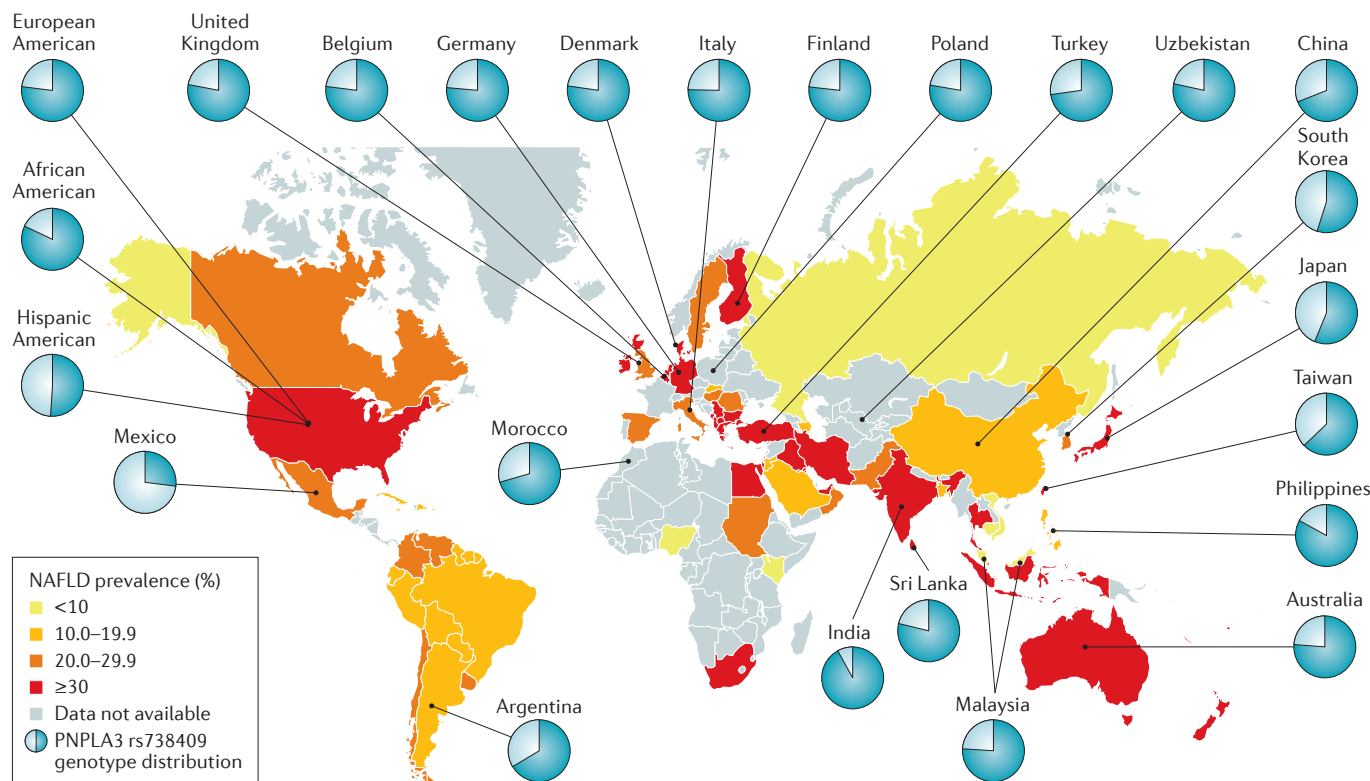 European
American
United
Kingdom
Belgium
Germany
Denmark
Italy
Finland
Poland
Turkey
Uzbekistan
China
South
Korea
African
American
Japan
Hispanic
American
Taiwan
Mexico
Morocco
Philippines
Sri Lanka
India
Australia
Malaysia
Argentina
NAFLD prevalence (%)
<10
10.0–19.9
20.0–29.9
≥30
Data not available
PNPLA3 rs738409
genotype distribution